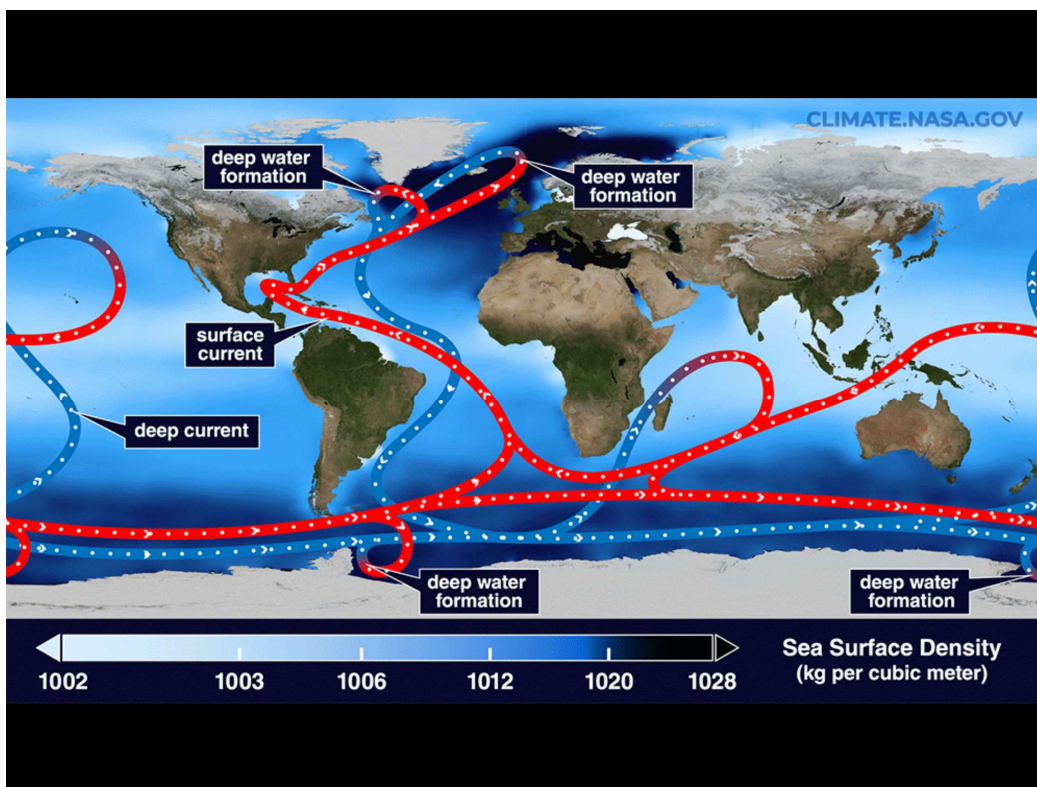 CLIMATE.NASA.GOV
deep water
formation
deep water
formation
surface
current
deep current
deep water
formation
deep water
formation
1002 1003 1006 1012 1020 1028
Sea Surface Density
(kg per cubic meter)